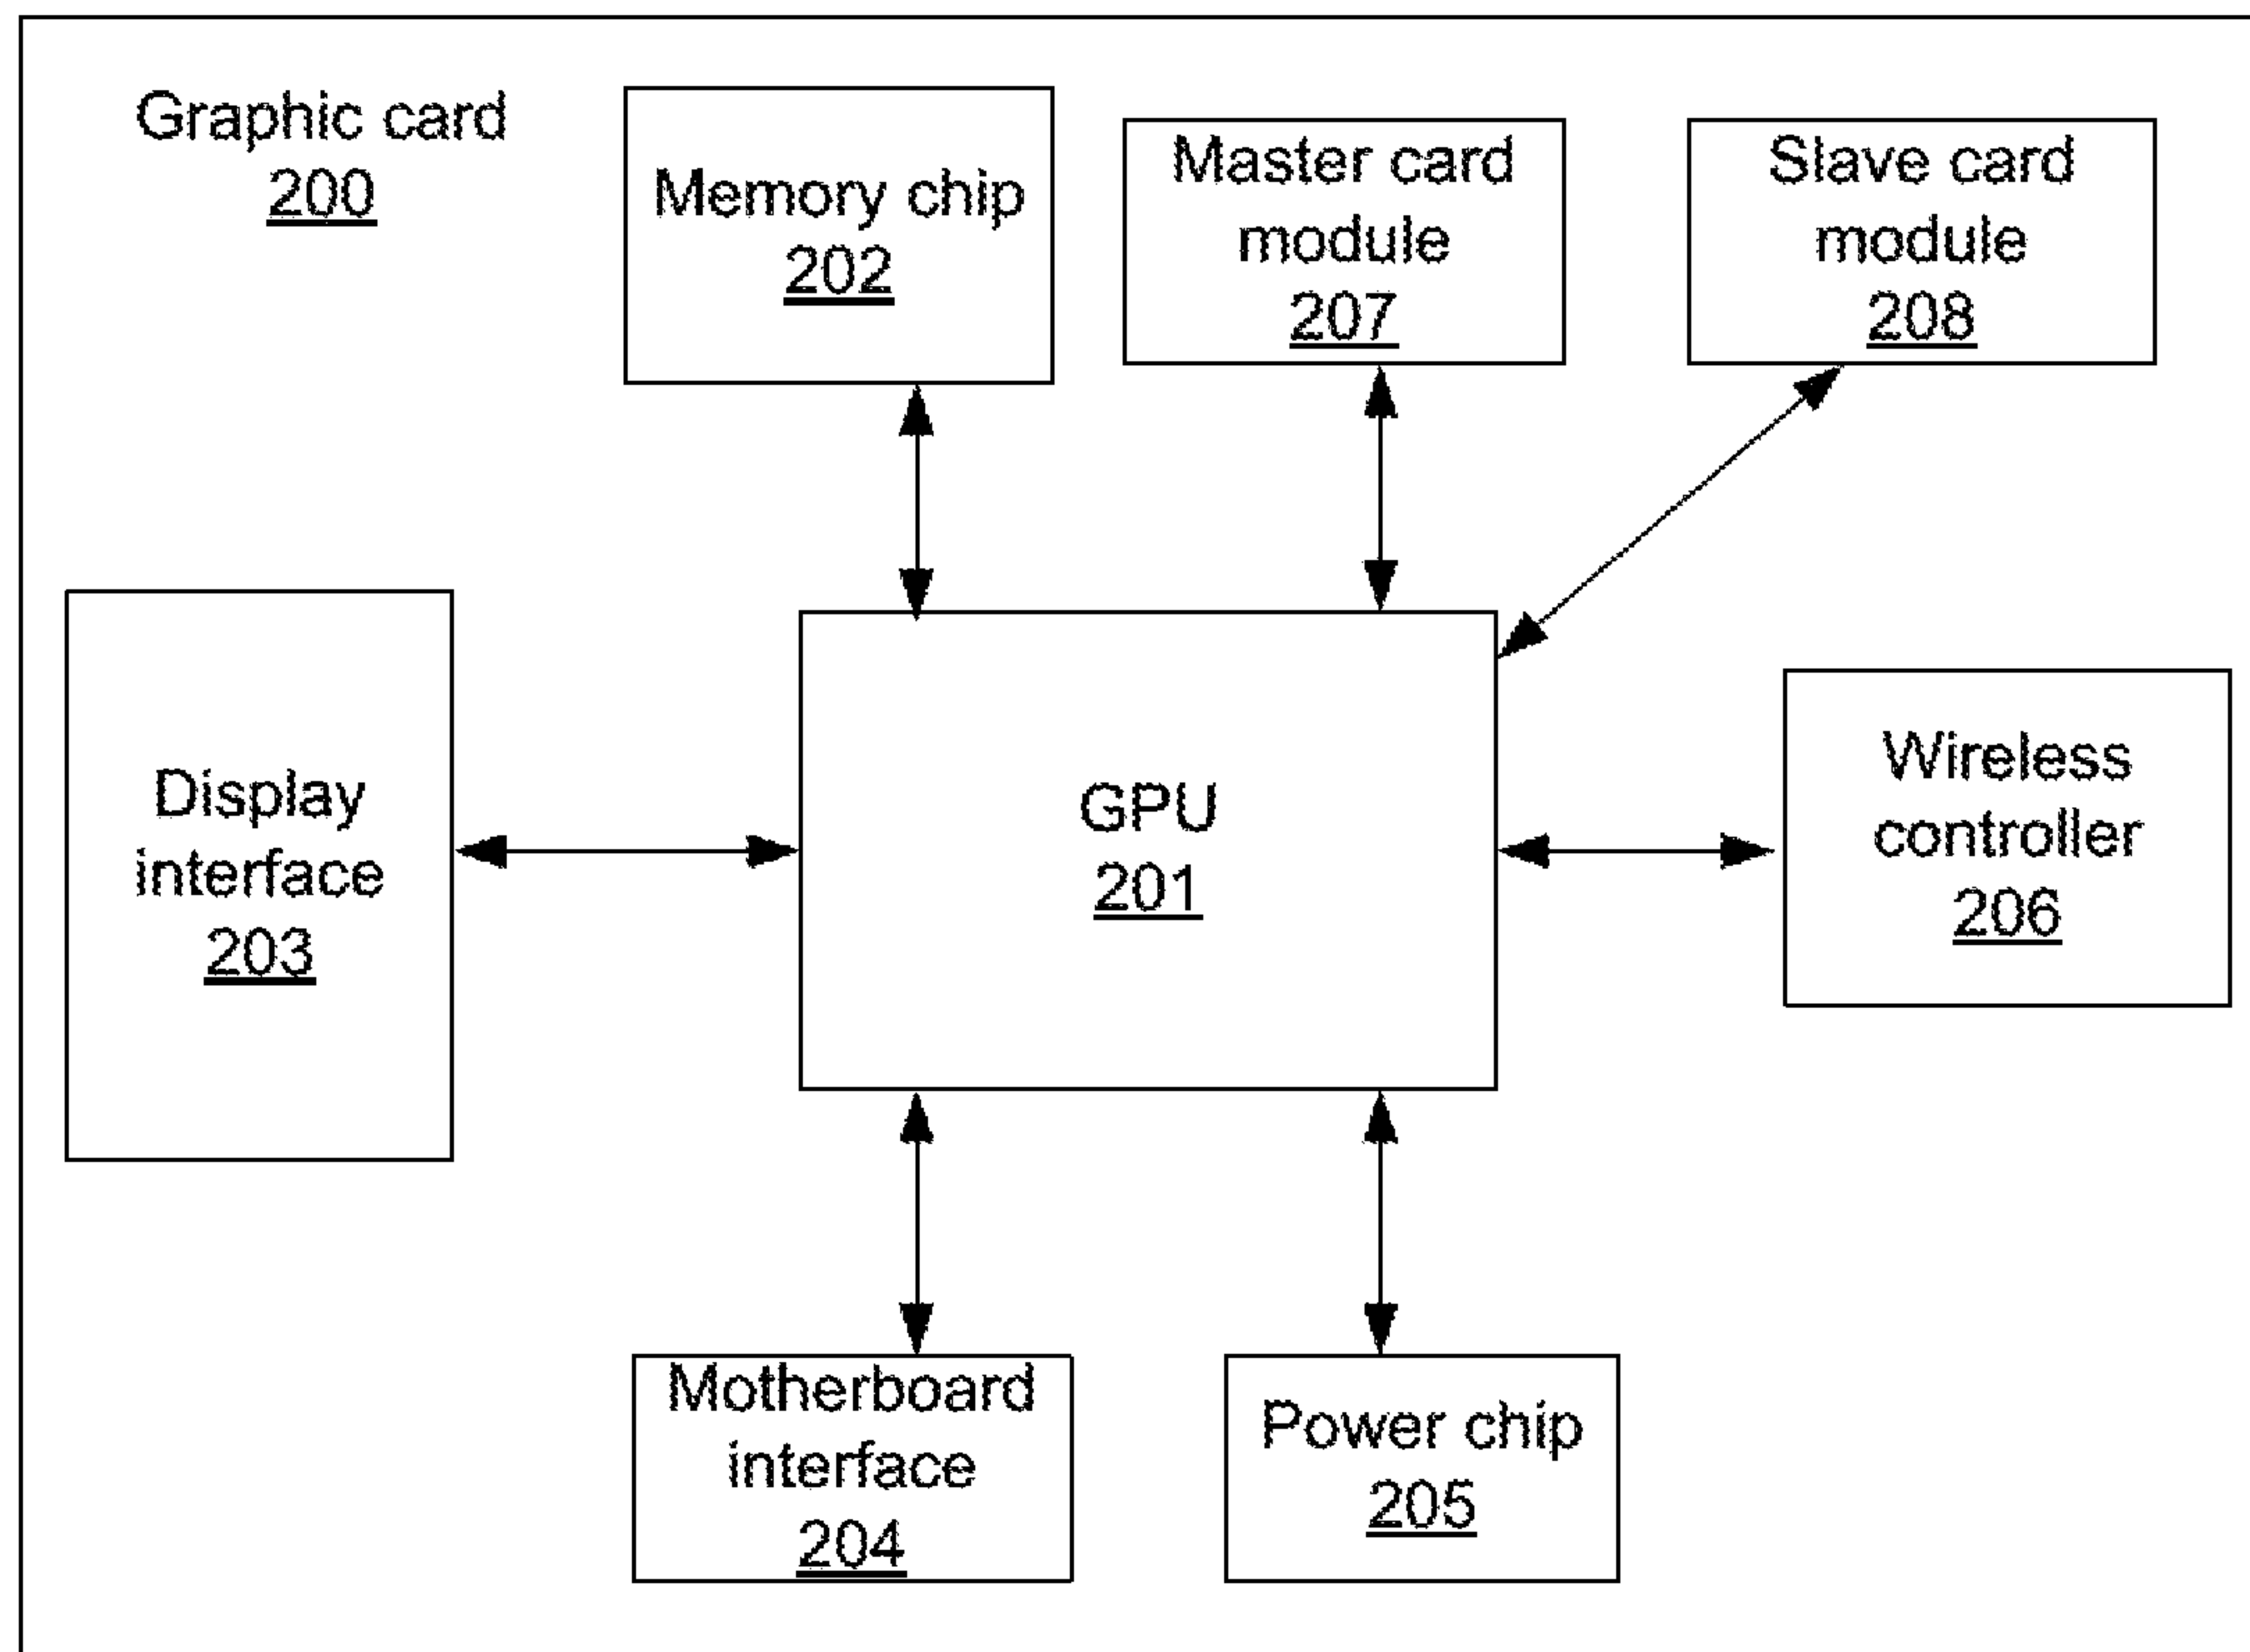 Graphic card
200
Memory chip
202
Master card
module
207
Slave card
module
208
Display
interface
203
GPU
201
Wireless
controller
206
Motherboard
interface
204
Power chip
205